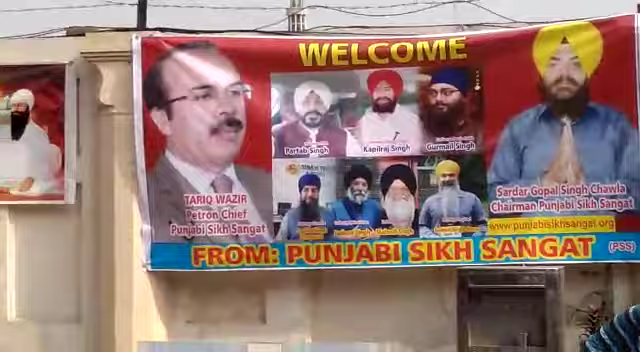 WELCOME
Partab Singh
Kapilraj Singh
Gurmail Singh
TARIQ WAZIR
Petron Chief
Punjabi Sikh Sangat
Sardar Gopal Singh Chawla
Chairman Punjabi Sikh Sangat
www.punjabisikhsangat.org
FROM: PUNJABI SIKH SANGAT (PSS)